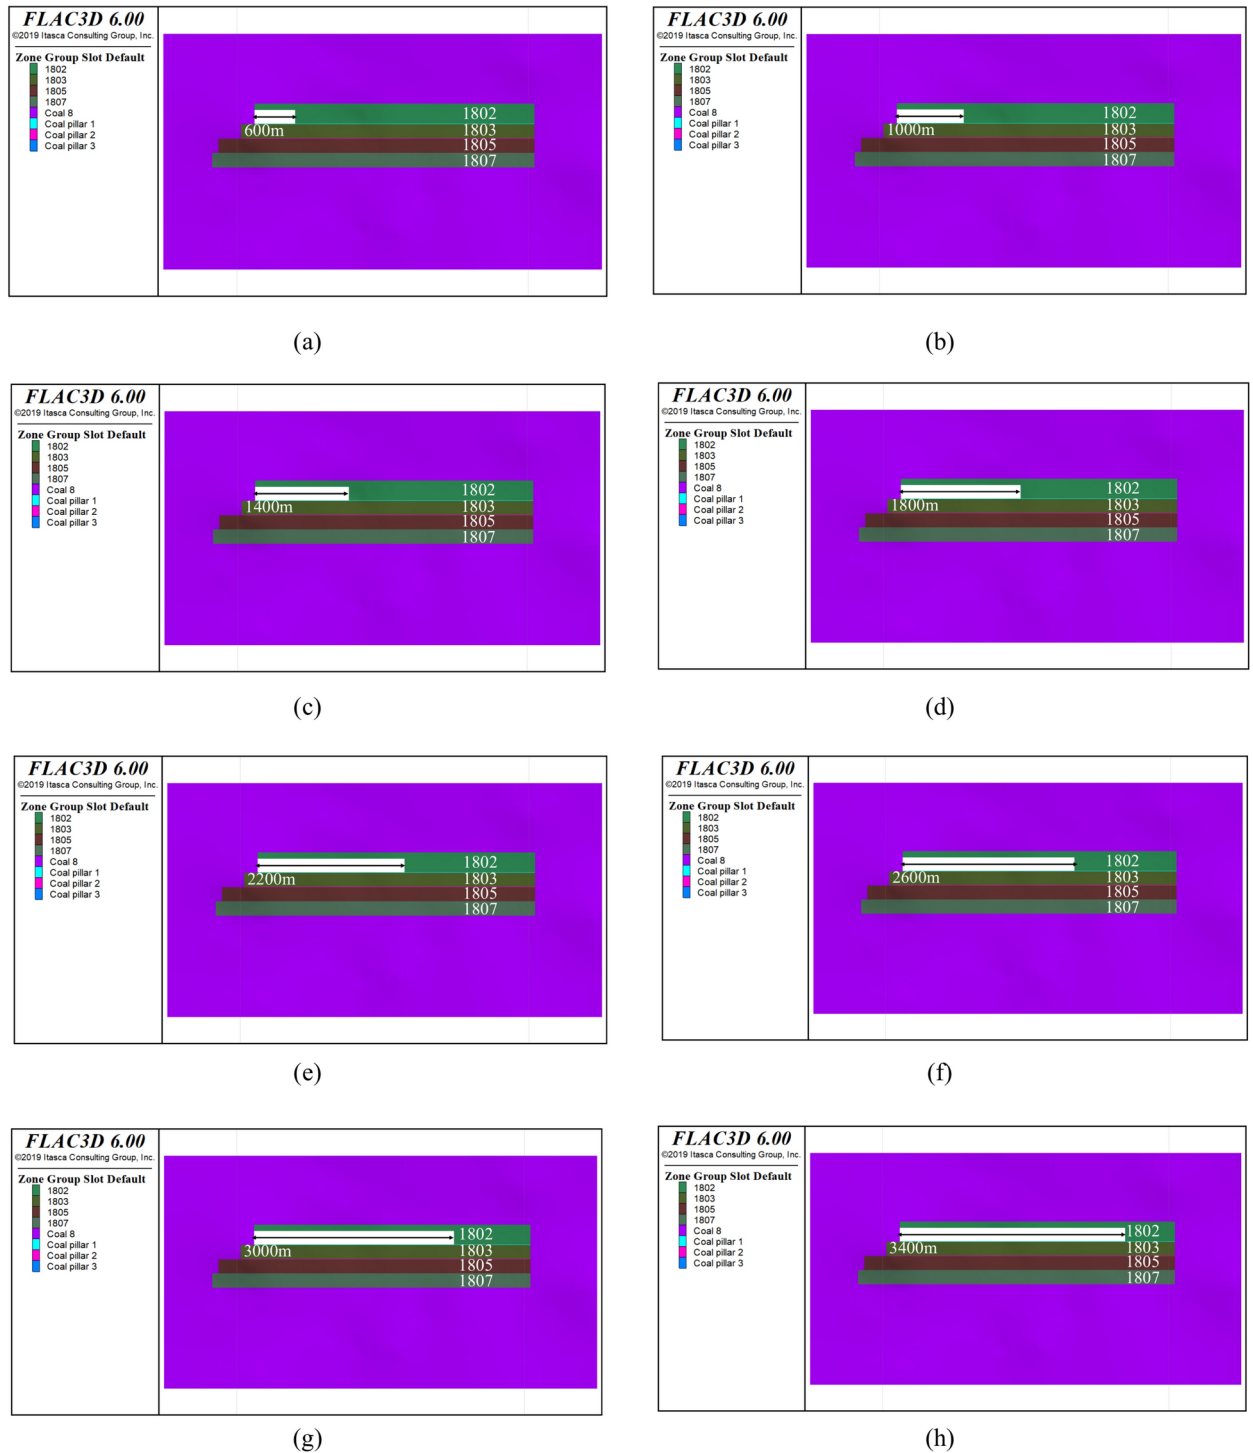 FLAC3D 6.00
©2019 Itasca Consulting Group, Inc.
Zone Group Slot Default
1802
1803
1805
1807
Coal 8
Coal pillar 1
Coal pillar 2
Coal pillar 3
1802
600m
1803
1805
1807
(a)
FLAC3D 6.00
©2019 Itasca Consulting Group, Inc.
Zone Group Slot Default
1802
1803
1805
1807
Coal 8
Coal pillar 1
Coal pillar 2
Coal pillar 3
1802
1000m
1803
1805
1807
(b)
FLAC3D 6.00
©2019 Itasca Consulting Group, Inc.
Zone Group Slot Default
1802
1803
1805
1807
Coal 8
Coal pillar 1
Coal pillar 2
Coal pillar 3
1802
1400m
1803
1805
1807
(c)
FLAC3D 6.00
©2019 Itasca Consulting Group, Inc.
Zone Group Slot Default
1802
1803
1805
1807
Coal 8
Coal pillar 1
Coal pillar 2
Coal pillar 3
1802
1800m
1803
1805
1807
(d)
FLAC3D 6.00
©2019 Itasca Consulting Group, Inc.
Zone Group Slot Default
1802
1803
1805
1807
Coal 8
Coal pillar 1
Coal pillar 2
Coal pillar 3
1802
2200m
1803
1805
1807
(e)
FLAC3D 6.00
©2019 Itasca Consulting Group, Inc.
Zone Group Slot Default
1802
1803
1805
1807
Coal 8
Coal pillar 1
Coal pillar 2
Coal pillar 3
1802
2600m
1803
1805
1807
(f)
FLAC3D 6.00
©2019 Itasca Consulting Group, Inc.
Zone Group Slot Default
1802
1803
1805
1807
Coal 8
Coal pillar 1
Coal pillar 2
Coal pillar 3
1802
3000m
1803
1805
1807
(g)
FLAC3D 6.00
©2019 Itasca Consulting Group, Inc.
Zone Group Slot Default
1802
1803
1805
1807
Coal 8
Coal pillar 1
Coal pillar 2
Coal pillar 3
1802
3400m
1803
1805
1807
(h)